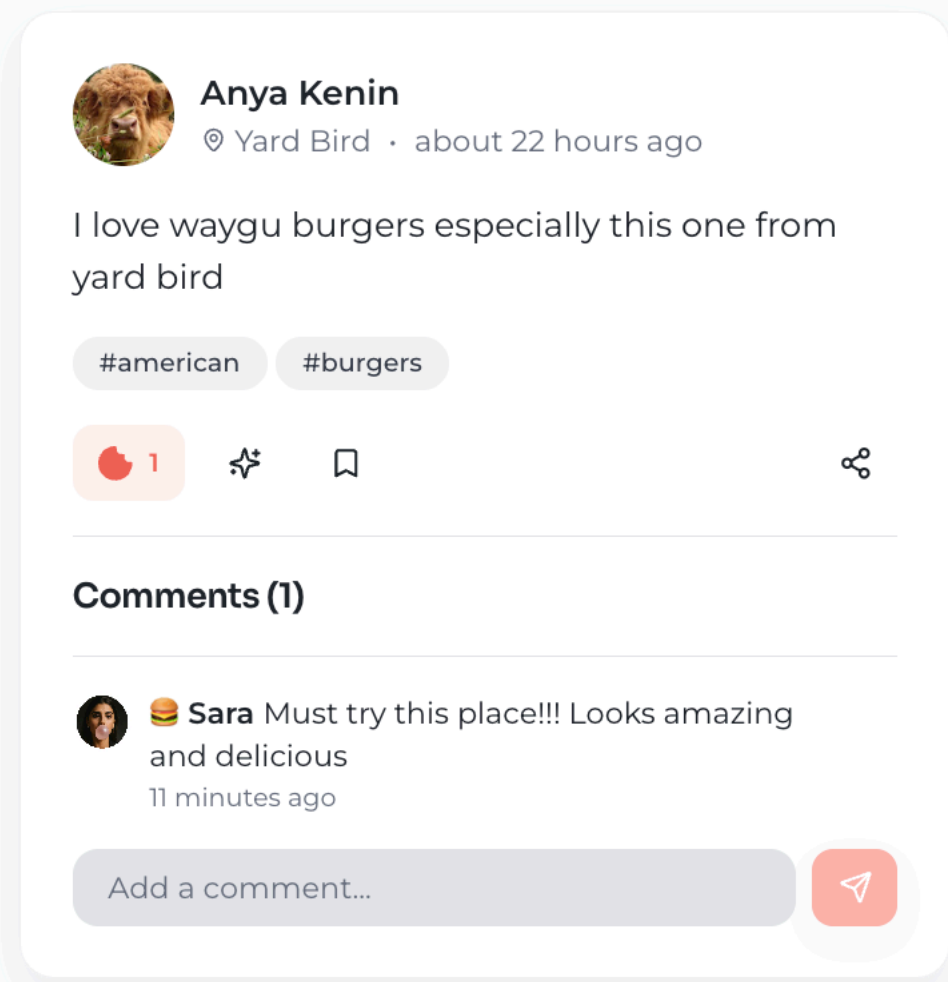 Anya Kenin
Yard Bird · about 22 hours ago
I love waygu burgers especially this one from
yard bird
#american #burgers
1
Comments (1)
🍔 Sara Must try this place!!! Looks amazing
and delicious
11 minutes ago
Add a comment...